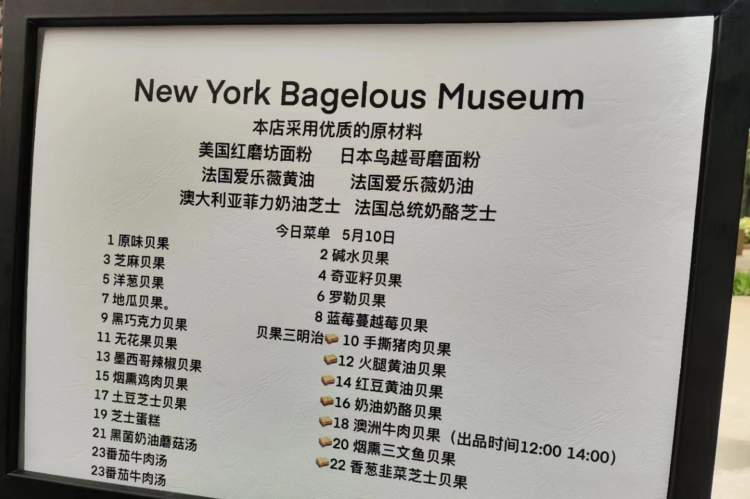 New York Bagelous Museum
本店采用优质的原材料
美国红磨坊面粉 日本鸟越哥磨面粉
法国爱乐薇黄油 法国爱乐薇奶油
澳大利亚菲力奶油芝士 法国总统奶酪芝士
今日菜单 5月10日
1 原味贝果 2 碱水贝果
3 芝麻贝果 4 奇亚籽贝果
5 洋葱贝果 6 罗勒贝果
7 地瓜贝果。 8 蓝莓蔓越莓贝果
9 黑巧克力贝果 贝果三明治 10 手撕猪肉贝果
11 无花果贝果 12 火腿黄油贝果
13 墨西哥辣椒贝果 14 红豆黄油贝果
15 烟熏鸡肉贝果 16 奶油奶酪贝果
17 土豆芝士贝果 18 澳洲牛肉贝果（出品时间12:00 14:00）
19 芝士蛋糕 20 烟熏三文鱼贝果
21 黑菌奶油蘑菇汤 22 香葱韭菜芝士贝果
23番茄牛肉汤
23番茄牛肉汤